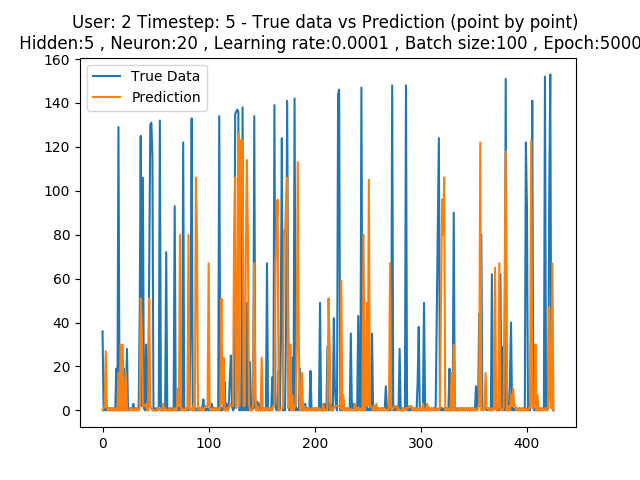 User: 2 Timestep: 5 - True data vs Prediction (point by point)
Hidden:5 , Neuron:20 , Learning rate:0.0001 , Batch size:100 , Epoch:5000
160
True Data
Prediction
140
120
100
80
60
40
20
0
0 100 200 300 400